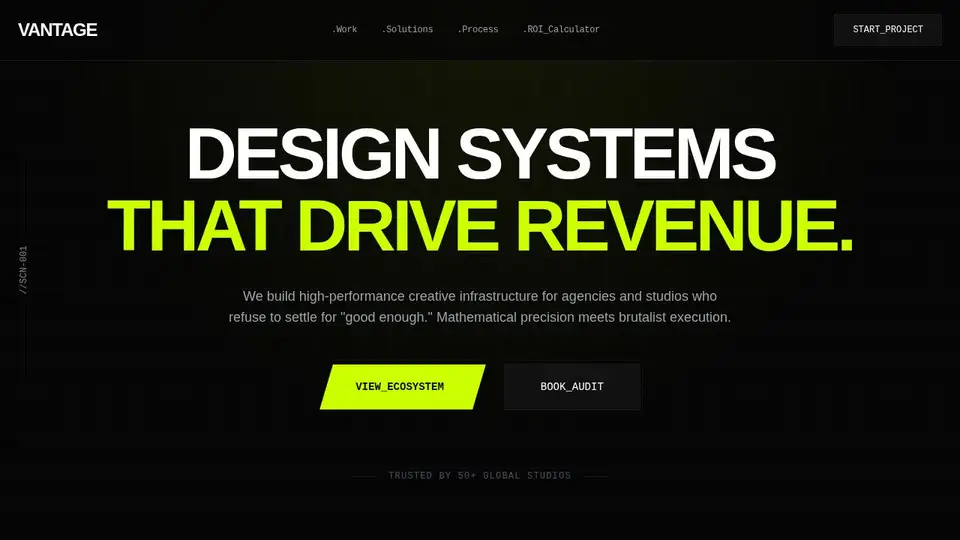 VANTAGE
.Work
.Solutions
.Process
.ROI_Calculator
START_PROJECT
DESIGN SYSTEMS
THAT DRIVE REVENUE.
//SCN-001
We build high-performance creative infrastructure for agencies and studios who
refuse to settle for "good enough." Mathematical precision meets brutalist execution.
VIEW_ECOSYSTEM
BOOK_AUDIT
TRUSTED BY 50+ GLOBAL STUDIOS